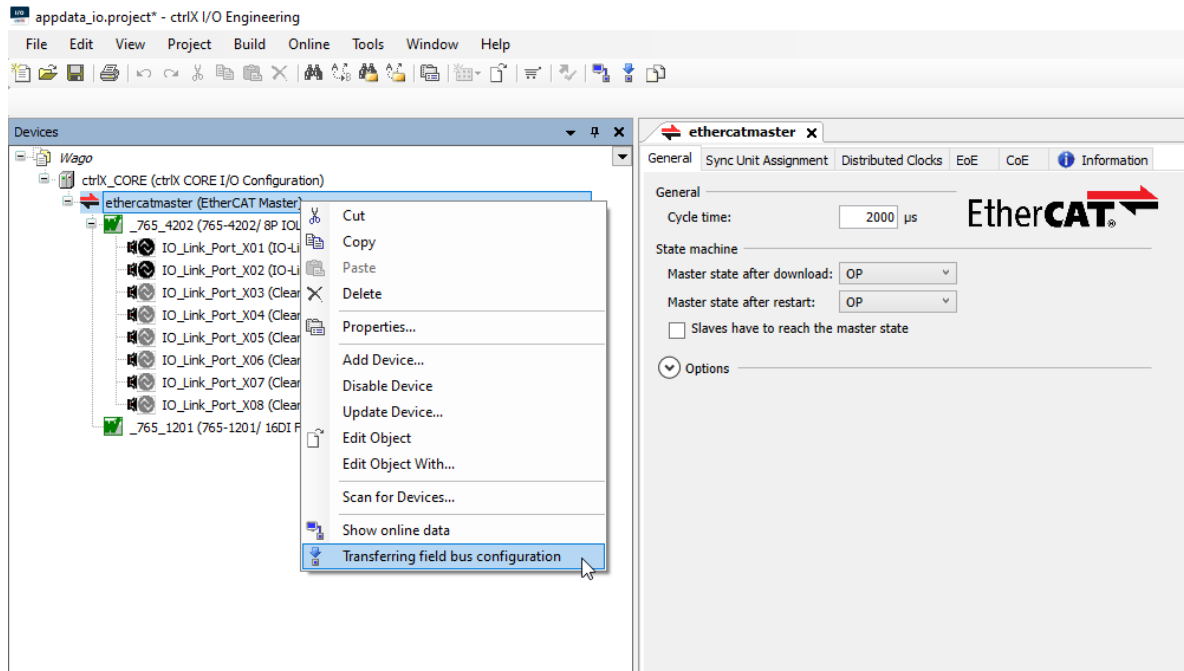 appdata_io.project* - ctrlX I/O Engineering
File Edit View Project Build Online Tools Window Help
Devices
Wago
ctrlX_CORE (ctrlX CORE I/O Configuration)
ethercatmaster (EtherCAT Master)
_765_4202 (765-4202/ 8P IOL
IO_Link_Port_X01 (IO-Li
IO_Link_Port_X02 (IO-Li
IO_Link_Port_X03 (Clear
IO_Link_Port_X04 (Clear
IO_Link_Port_X05 (Clear
IO_Link_Port_X06 (Clear
IO_Link_Port_X07 (Clear
IO_Link_Port_X08 (Clear
_765_1201 (765-1201/ 16DI F
Cut
Copy
Paste
Delete
Properties...
Add Device...
Disable Device
Update Device...
Edit Object
Edit Object With...
Scan for Devices...
Show online data
Transferring field bus configuration
ethercatmaster
General Sync Unit Assignment Distributed Clocks EoE CoE Information
General
Cycle time: 2000 µs
EtherCAT®
State machine
Master state after download: OP
Master state after restart: OP
Slaves have to reach the master state
Options